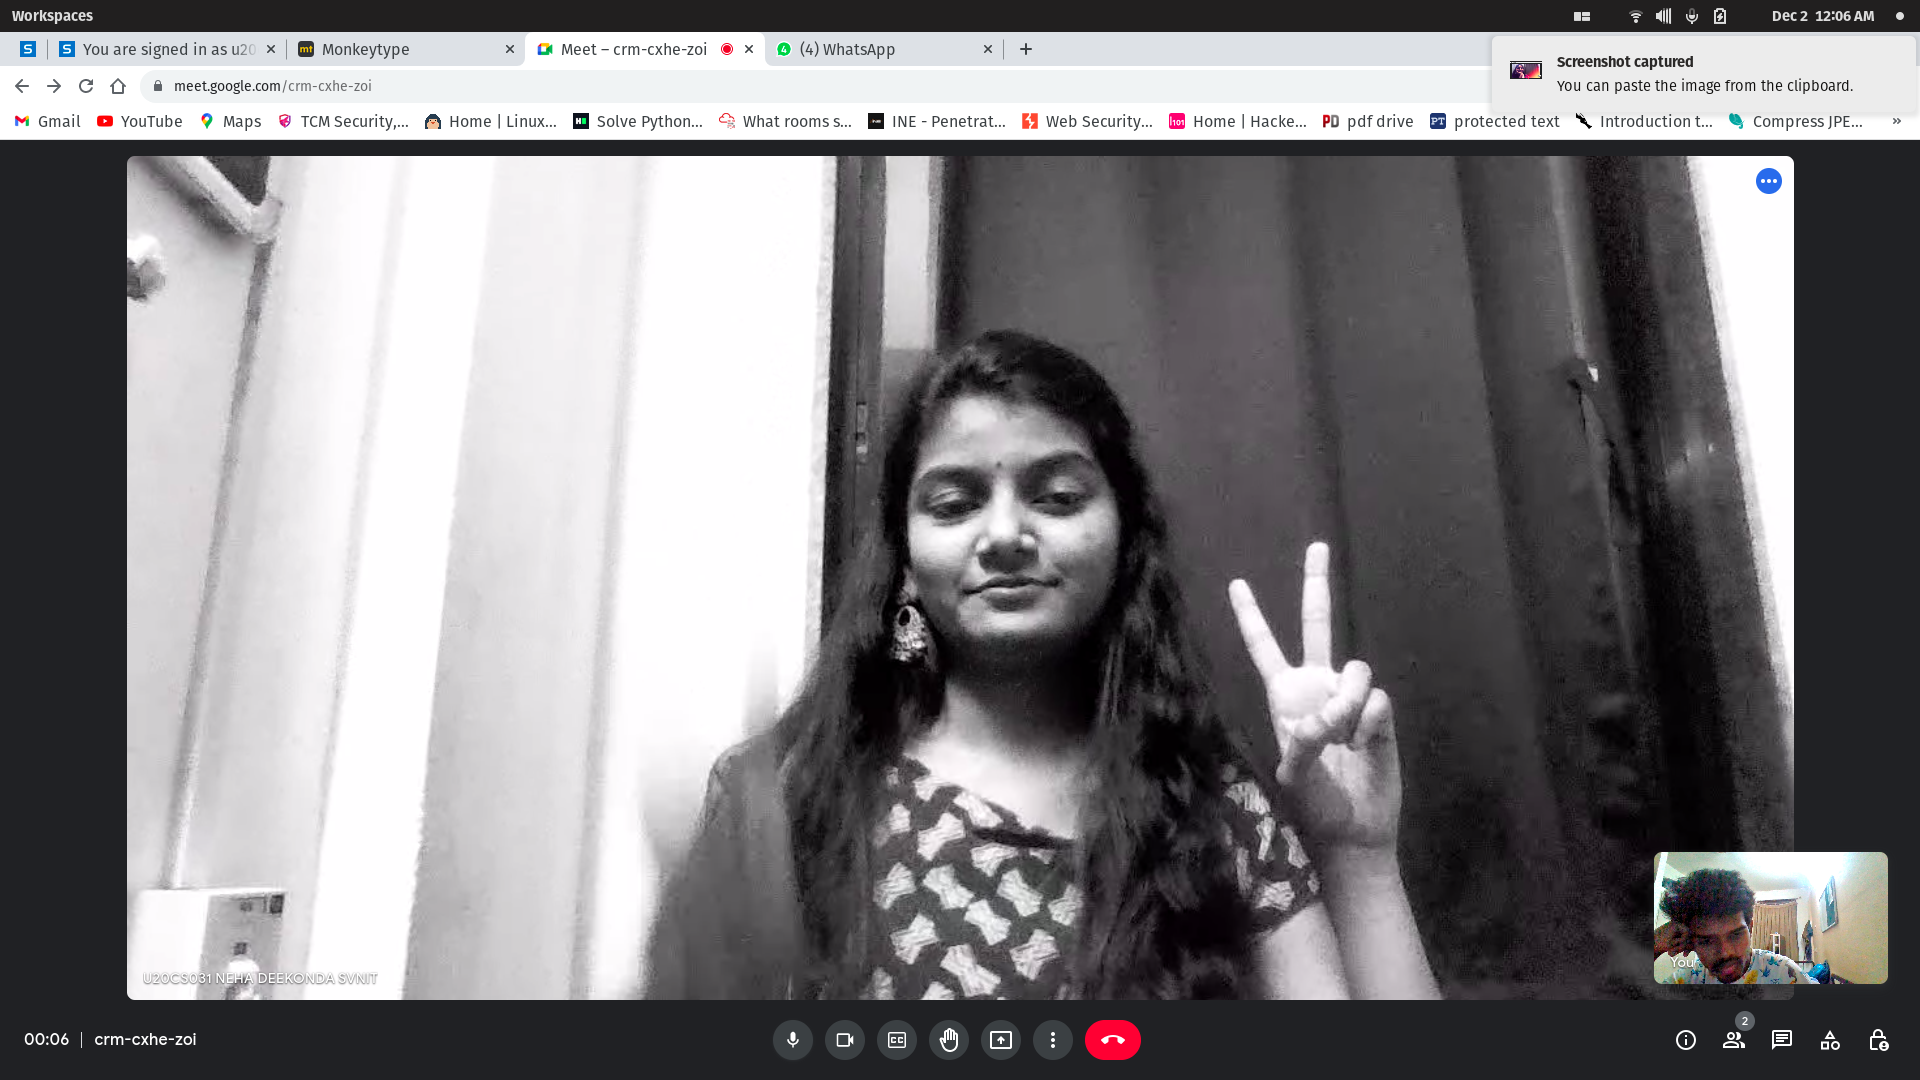 Workspaces
Dec 2 12:06 AM
You are signed in as u20
Monkeytype
Meet – crm-cxhe-zoi
(4) WhatsApp
Screenshot captured
You can paste the image from the clipboard.
meet.google.com/crm-cxhe-zoi
Gmail
YouTube
Maps
TCM Security,...
Home | Linux...
Solve Python...
What rooms s...
INE - Penetrat...
Web Security...
Home | Hacke...
pdf drive
protected text
Introduction t...
Compress JPE...
»
U20CS031 NEHA DEEKONDA SVNIT
You
00:06 | crm-cxhe-zoi
2